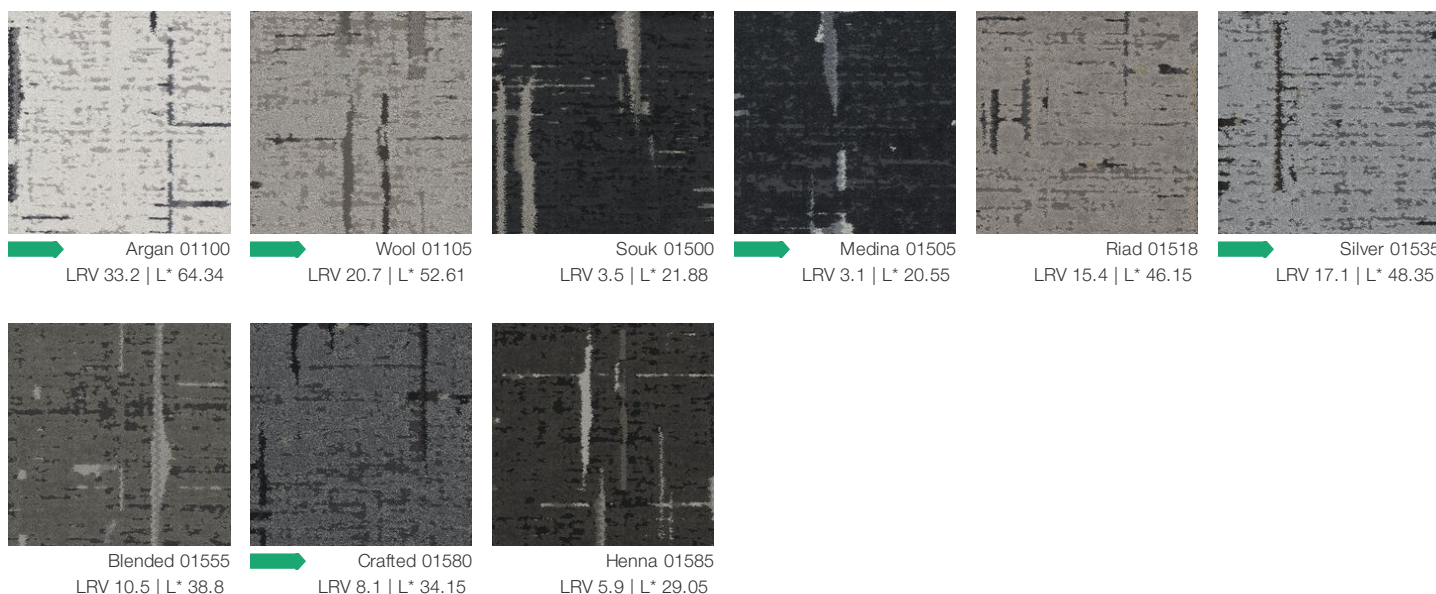 Argan 01100
LRV 33.2 | L* 64.34
Wool 01105
LRV 20.7 | L* 52.61
Souk 01500
LRV 3.5 | L* 21.88
Medina 01505
LRV 3.1 | L* 20.55
Riad 01518
LRV 15.4 | L* 46.15
Silver 01535
LRV 17.1 | L* 48.35
Blended 01555
LRV 10.5 | L* 38.8
Crafted 01580
LRV 8.1 | L* 34.15
Henna 01585
LRV 5.9 | L* 29.05